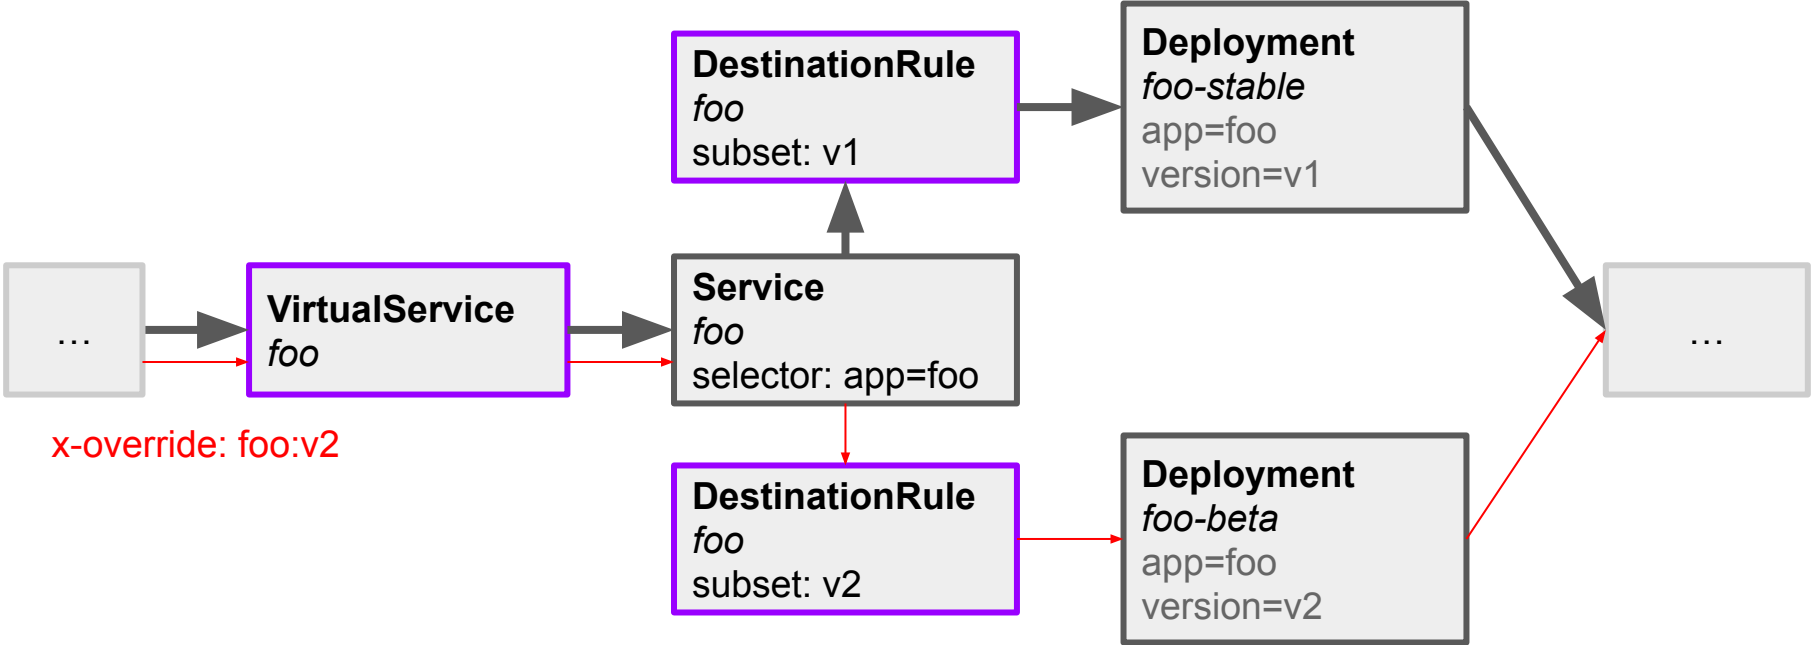 DestinationRule
foo
subset: v1
Deployment
foo-stable
app=foo
version=v1
...
VirtualService
foo
Service
foo
selector: app=foo
...
x-override: foo:v2
DestinationRule
foo
subset: v2
Deployment
foo-beta
app=foo
version=v2